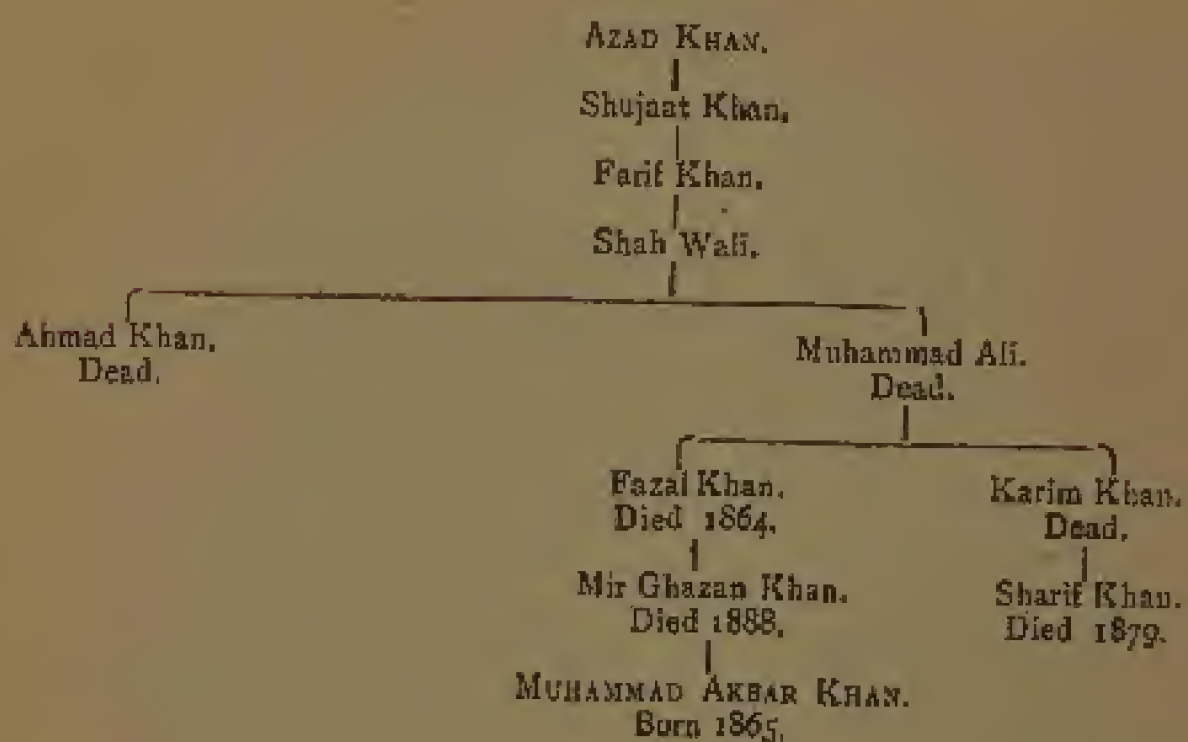 AZAD KHAN.
Shujaat Khan.
Farif Khan.
Shah Wali.
Ahmad Khan.
Dead.
Muhammad Ali.
Dead.
Fazal Khan.
Died 1864.
Karim Khan.
Dead.
Mir Ghazan Khan.
Died 1888.
Sharif Khan.
Died 1879.
MUHAMMAD AKBAR KHAN.
Born 1865.